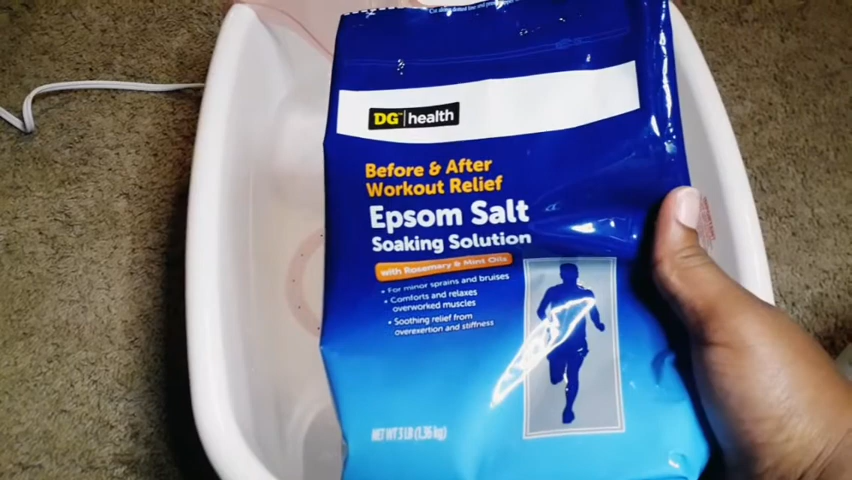 DG™ health
Before & After
Workout Relief
Epsom Salt
Soaking Solution
with Rosemary & Mint Oils
• For minor sprains and bruises
• Comforts and relaxes
overworked muscles
• Soothing relief from
overexertion and stiffness
NET WT 3 LB (1.36 kg)